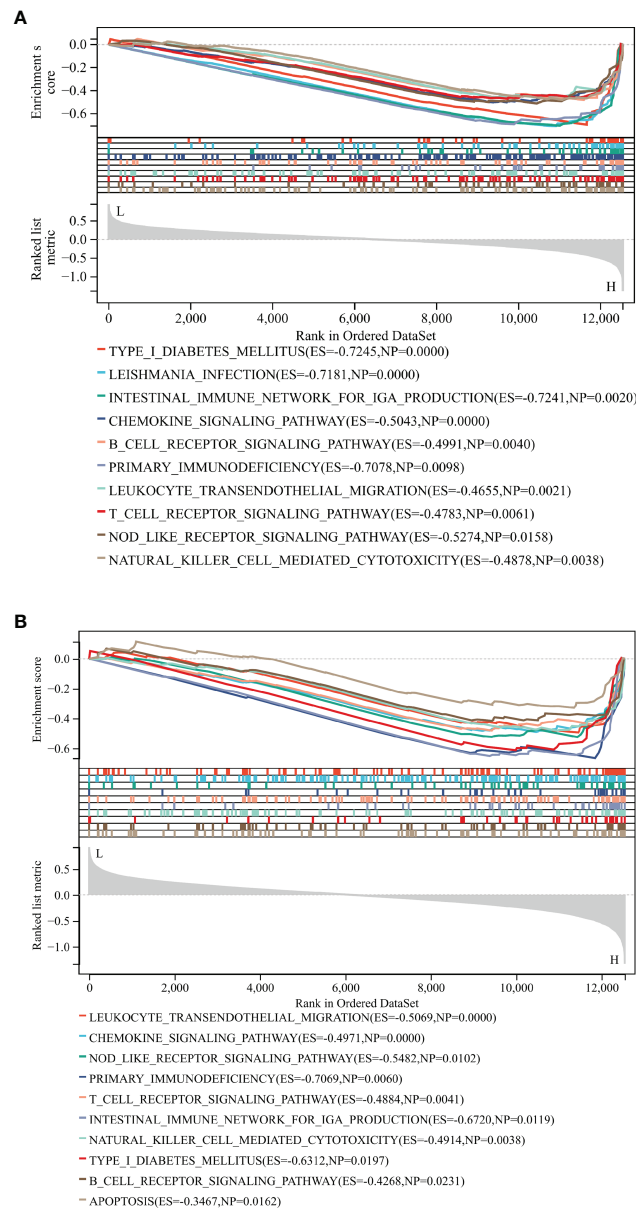 A
0.0
−0.2
−0.4
−0.6
Enrichment s
core
L
0.5
0.0
−0.5
−1.0
Ranked list
metric
H
0 2,000 4,000 6,000 8,000 10,000 12,000
Rank in Ordered DataSet
TYPE_I_DIABETES_MELLITUS(ES=-0.7245,NP=0.0000)
LEISHMANIA_INFECTION(ES=-0.7181,NP=0.0000)
INTESTINAL_IMMUNE_NETWORK_FOR_IGA_PRODUCTION(ES=-0.7241,NP=0.0020)
CHEMOKINE_SIGNALING_PATHWAY(ES=-0.5043,NP=0.0000)
B_CELL_RECEPTOR_SIGNALING_PATHWAY(ES=-0.4991,NP=0.0040)
PRIMARY_IMMUNODEFICIENCY(ES=-0.7078,NP=0.0098)
LEUKOCYTE_TRANSENDOTHELIAL_MIGRATION(ES=-0.4655,NP=0.0021)
T_CELL_RECEPTOR_SIGNALING_PATHWAY(ES=-0.4783,NP=0.0061)
NOD_LIKE_RECEPTOR_SIGNALING_PATHWAY(ES=-0.5274,NP=0.0158)
NATURAL_KILLER_CELL_MEDIATED_CYTOTOXICITY(ES=-0.4878,NP=0.0038)
B
0.0
−0.2
−0.4
−0.6
Enrichment score
L
0.5
0.0
−0.5
−1.0
Ranked list metric
H
0 2,000 4,000 6,000 8,000 10,000 12,000
Rank in Ordered DataSet
LEUKOCYTE_TRANSENDOTHELIAL_MIGRATION(ES=-0.5069,NP=0.0000)
CHEMOKINE_SIGNALING_PATHWAY(ES=-0.4971,NP=0.0000)
NOD_LIKE_RECEPTOR_SIGNALING_PATHWAY(ES=-0.5482,NP=0.0102)
PRIMARY_IMMUNODEFICIENCY(ES=-0.7069,NP=0.0060)
T_CELL_RECEPTOR_SIGNALING_PATHWAY(ES=-0.4884,NP=0.0041)
INTESTINAL_IMMUNE_NETWORK_FOR_IGA_PRODUCTION(ES=-0.6720,NP=0.0119)
NATURAL_KILLER_CELL_MEDIATED_CYTOTOXICITY(ES=-0.4914,NP=0.0038)
TYPE_I_DIABETES_MELLITUS(ES=-0.6312,NP=0.0197)
B_CELL_RECEPTOR_SIGNALING_PATHWAY(ES=-0.4268,NP=0.0231)
APOPTOSIS(ES=-0.3467,NP=0.0162)